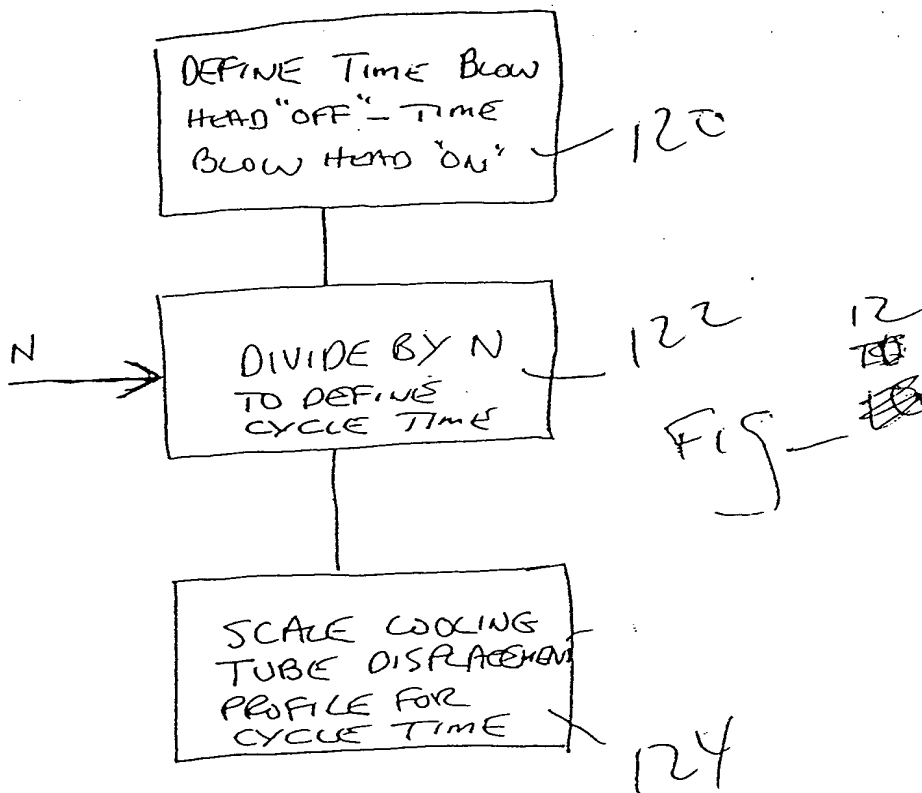 DEFINE TIME BLOW
HEAD "OFF" - TIME
BLOW HEAD "ON"
120
N
DIVIDE BY N
TO DEFINE
CYCLE TIME
122
12
Fig
SCALE COOLING
TUBE DISPLACEMENT
PROFILE FOR
CYCLE TIME
124